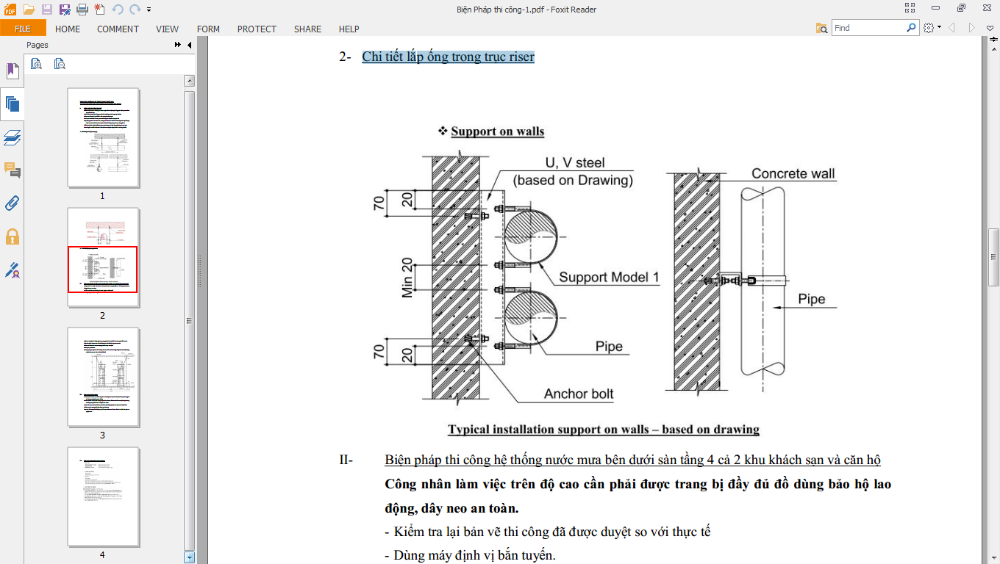 Biện Pháp thi công-1.pdf - Foxit Reader
FILE HOME COMMENT VIEW FORM PROTECT SHARE HELP
Find
Pages
1
2
3
4
2- Chi tiết lắp ống trong trục riser
❖ Support on walls
U, V steel
(based on Drawing)
Concrete wall
70
20
Min 20
Support Model 1
Pipe
Pipe
70
20
Anchor bolt
Typical installation support on walls – based on drawing
II- Biện pháp thi công hệ thống nước mưa bên dưới sàn tầng 4 cả 2 khu khách sạn và căn hộ
Công nhân làm việc trên độ cao cần phải được trang bị đầy đủ đồ dùng bảo hộ lao
động, dây neo an toàn.
- Kiểm tra lại bản vẽ thi công đã được duyệt so với thực tế
- Dùng máy định vị bắn tuyến.